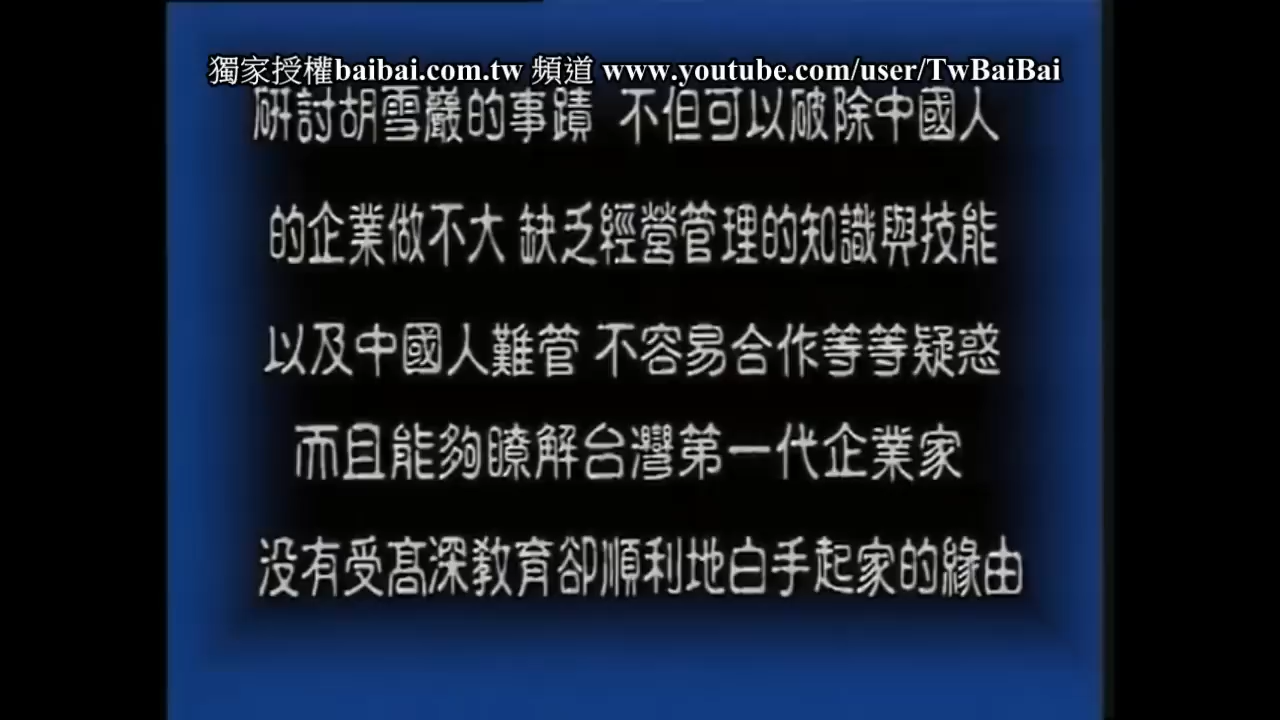 獨家授權baibai.com.tw 頻道 www.youtube.com/user/TwBaiBai
研討胡雪巖的事蹟 不但可以破除中國人
的企業做不大 缺乏經營管理的知識與技能
以及中國人難管 不容易合作等等疑惑
而且能夠瞭解台灣第一代企業家
沒有受高深教育卻順利地白手起家的緣由